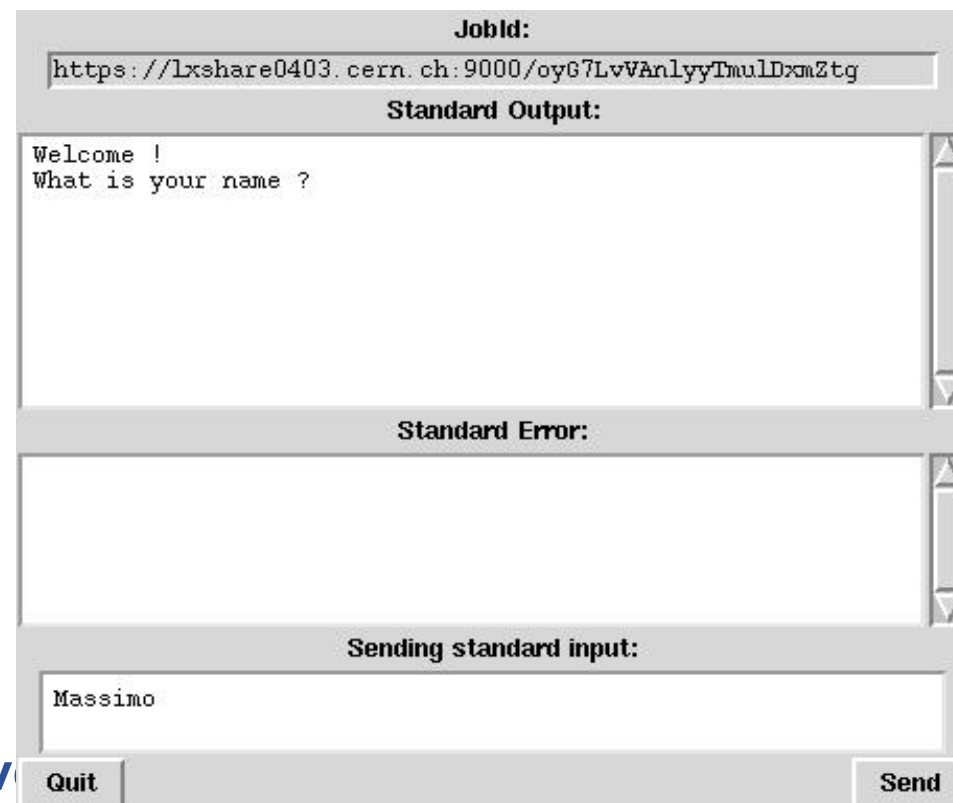 JobId:
https://lxshare0403.cern.ch:9000/oyG7LvVAnlyyTmulDxmZtg
Standard Output:
Welcome !
What is your name ?
Standard Error:
Sending standard input:
Massimo
Quit
Send